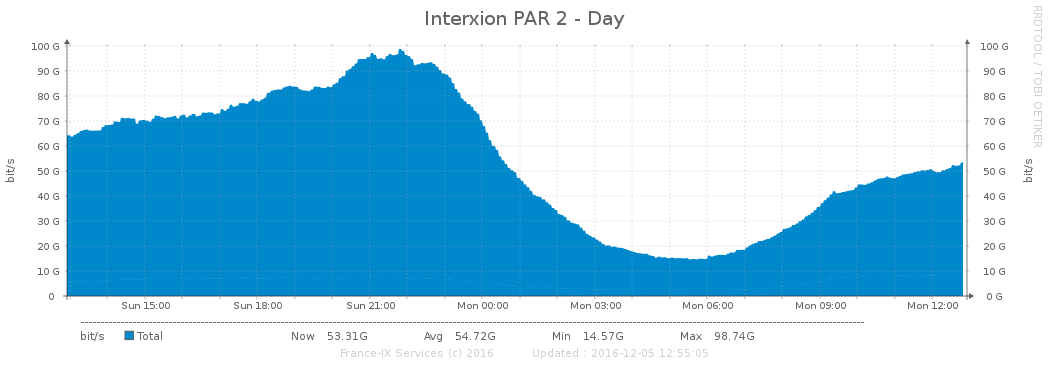 Interxion PAR 2 - Day
RRDTOOL / TOBI OETIKER
100 G 100 G
90 G 90 G
80 G 80 G
70 G 70 G
60 G 60 G
50 G 50 G
40 G 40 G
30 G 30 G
20 G 20 G
10 G 10 G
0 0 G
bit/s bit/s
Sun 15:00 Sun 18:00 Sun 21:00 Mon 00:00 Mon 03:00 Mon 06:00 Mon 09:00 Mon 12:00
bit/s Total Now 53.31G Avg 54.72G Min 14.57G Max 98.74G
France-IX Services (c) 2016 Updated : 2016-12-05 12:55:05